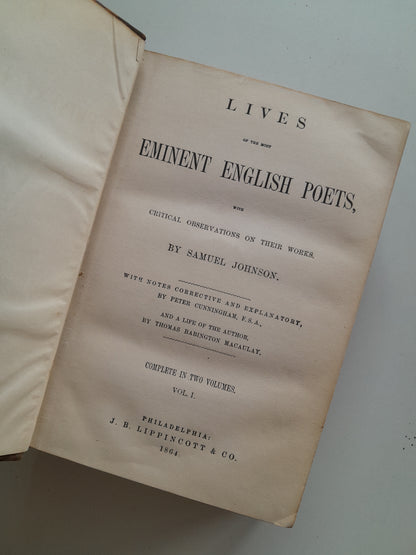 LIVES
OF THE MOST
EMINENT ENGLISH POETS,
WITH
CRITICAL OBSERVATIONS ON THEIR WORKS.
BY SAMUEL JOHNSON.
WITH NOTES CORRECTIVE AND EXPLANATORY,
BY PETER CUNNINGHAM, F.S.A.,
AND A LIFE OF THE AUTHOR,
BY THOMAS BABINGTON MACAULAY.
COMPLETE IN TWO VOLUMES.
VOL. I.
PHILADELPHIA:
J. B. LIPPINCOTT & CO.
1864.